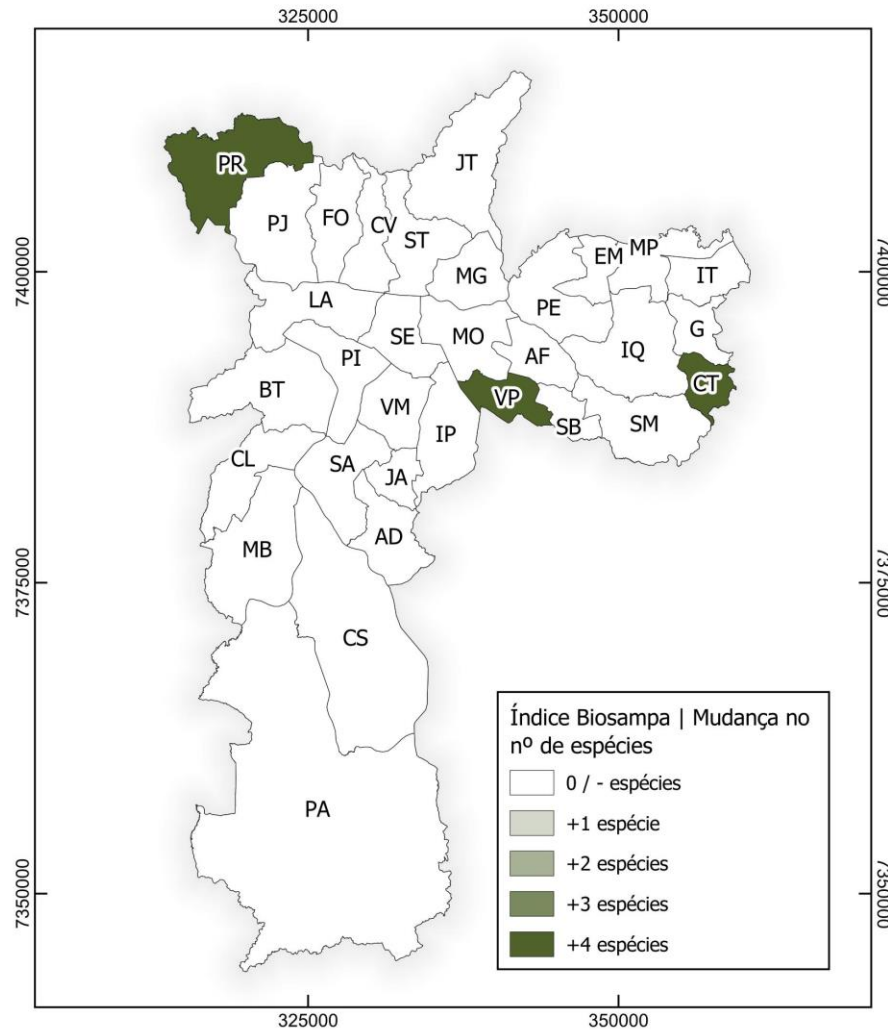 325000
350000
7400000
7400000
7375000
7375000
7350000
7350000
PR
JT
PJ
FO
CV
ST
MG
EM
MP
IT
LA
SE
MO
PE
G
PI
AF
IQ
BT
VM
IP
VP
CT
SB
SM
CL
SA
JA
AD
MB
CS
PA
Índice Biosampa | Mudança no
nº de espécies
0 / - espécies
+1 espécie
+2 espécies
+3 espécies
+4 espécies
325000
350000